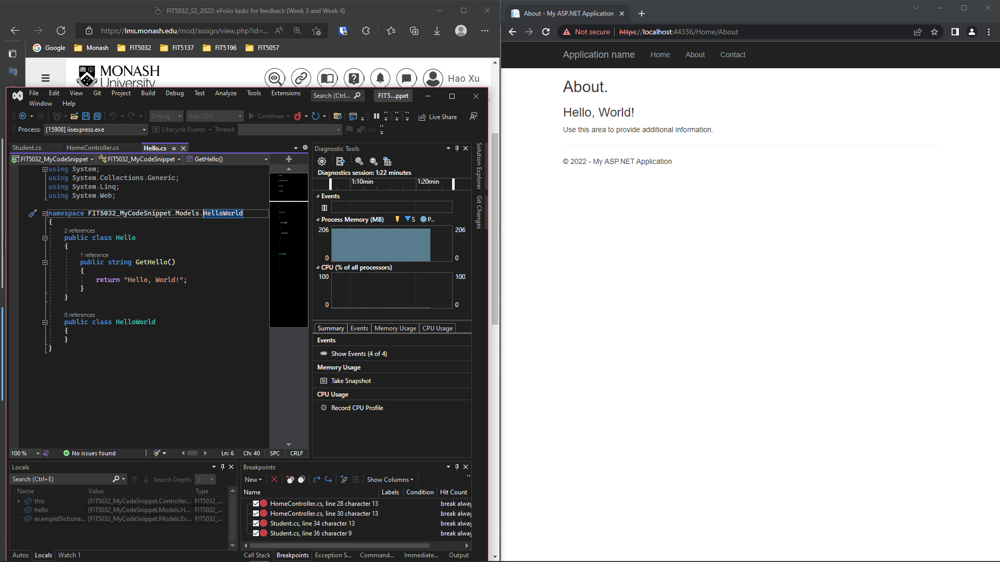 FIT5032_S2_2022: eFolio tasks for feedback (Week 3 and Week 4)
https://lms.monash.edu/mod/assign/view.php?id=...
Google
Monash
FIT5032
FIT5137
FIT5196
FIT5057
MONASH
University
Hao Xu
File Edit View Git Project Build Debug Test Analyze Tools Extensions
Search (Ctrl...
FIT5...ppet
Window Help
Debug
Any CPU
Continue
Live Share
Process: [15908] iisexpress.exe
Lifecycle Events
Thread:
Student.cs
HomeController.cs
Hello.cs
FIT5032_MyCodeSnippet
FIT5032_MyCodeSnippet
GetHello()
using System;
using System.Collections.Generic;
using System.Linq;
using System.Web;
namespace FIT5032_MyCodeSnippet.Models.HelloWorld
{
2 references
public class Hello
{
1 reference
public string GetHello()
{
return "Hello, World!";
}
}
0 references
public class HelloWorld
{
}
}
100 %
No issues found
Ln: 6
Ch: 40
SPC
CRLF
Diagnostic Tools
Diagnostics session: 1:22 minutes
1:10min
1:20min
Events
Process Memory (MB)
S
P..
206
206
0
0
CPU (% of all processors)
100
100
0
0
Summary
Events
Memory Usage
CPU Usage
Events
Show Events (4 of 4)
Memory Usage
Take Snapshot
CPU Usage
Record CPU Profile
Solution Explorer
Git Changes
Locals
Search (Ctrl+E)
Search Depth: 3
Name Value Type
this {FIT5032_MyCodeSnippet.Controller... FIT5032_...
hello {FIT5032_MyCodeSnippet.Models.H... FIT5032_...
exampleDictiona... {FIT5032_MyCodeSnippet.Models.Ex... FIT5032_...
Autos Locals Watch 1
Breakpoints
New
Show Columns
Name Labels Condition Hit Count
HomeController.cs, line 28 character 13 break alway
HomeController.cs, line 30 character 13 break alway
Student.cs, line 34 character 13 break alway
Student.cs, line 36 character 9 break alway
Call Stack Breakpoints Exception S... Command... Immediate... Output
About - My ASP.NET Application
Not secure
https://localhost:44336/Home/About
Application name Home About Contact
About.
Hello, World!
Use this area to provide additional information.
© 2022 - My ASP.NET Application